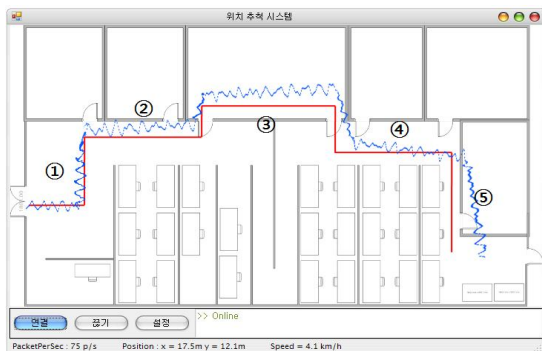 위치 추척 시스템
②
③
④
①
⑤
연결
끊기
설정
>> Online
PacketPerSec : 75 p/s Position : x = 17.5m y = 12.1m Speed = 4.1 km/h